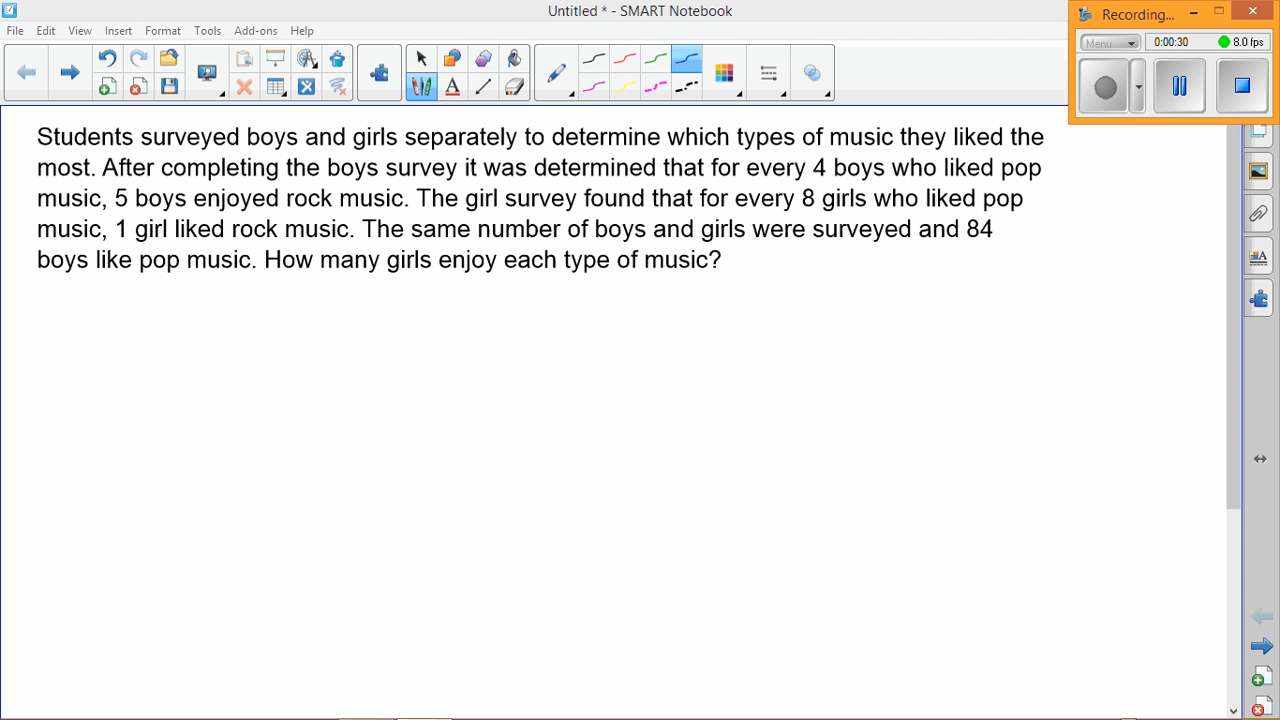 Untitled * - SMART Notebook
Recording...
File Edit View Insert Format Tools Add-ons Help
Menu 0:00:30 8.0 fps
Students surveyed boys and girls separately to determine which types of music they liked the
most. After completing the boys survey it was determined that for every 4 boys who liked pop
music, 5 boys enjoyed rock music. The girl survey found that for every 8 girls who liked pop
music, 1 girl liked rock music. The same number of boys and girls were surveyed and 84
boys like pop music. How many girls enjoy each type of music?